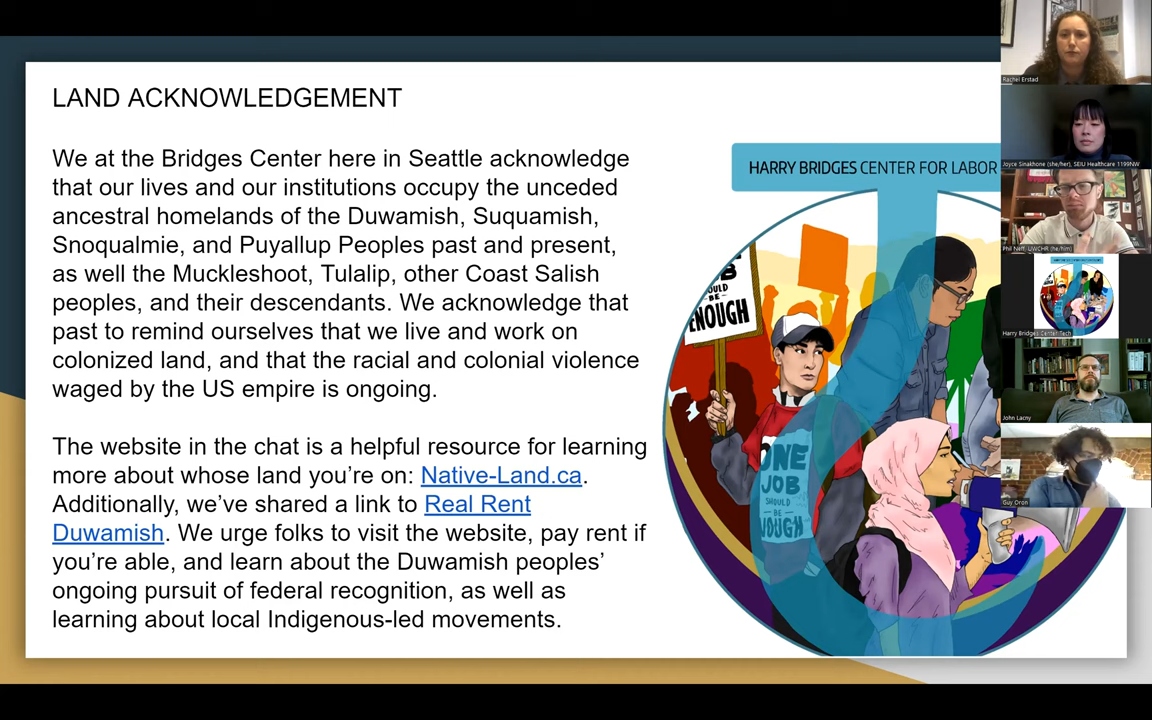 LAND ACKNOWLEDGEMENT
We at the Bridges Center here in Seattle acknowledge
that our lives and our institutions occupy the unceded
ancestral homelands of the Duwamish, Suquamish,
Snoqualmie, and Puyallup Peoples past and present,
as well the Muckleshoot, Tulalip, other Coast Salish
peoples, and their descendants. We acknowledge that
past to remind ourselves that we live and work on
colonized land, and that the racial and colonial violence
waged by the US empire is ongoing.
The website in the chat is a helpful resource for learning
more about whose land you’re on: Native-Land.ca.
Additionally, we’ve shared a link to Real Rent
Duwamish. We urge folks to visit the website, pay rent if
you’re able, and learn about the Duwamish peoples’
ongoing pursuit of federal recognition, as well as
learning about local Indigenous-led movements.
HARRY BRIDGES CENTER FOR LABOR
BE
ENOUGH
ONE
JOB
SHOULD
BE
ENOUGH
Rachel Erstad
Joyce Sinakhone (she/her), SEIU Healthcare 1199NW
Phil Neff, UWCHR (he/him)
Harry Bridges Center Tech
John Lacny
Guy Oron